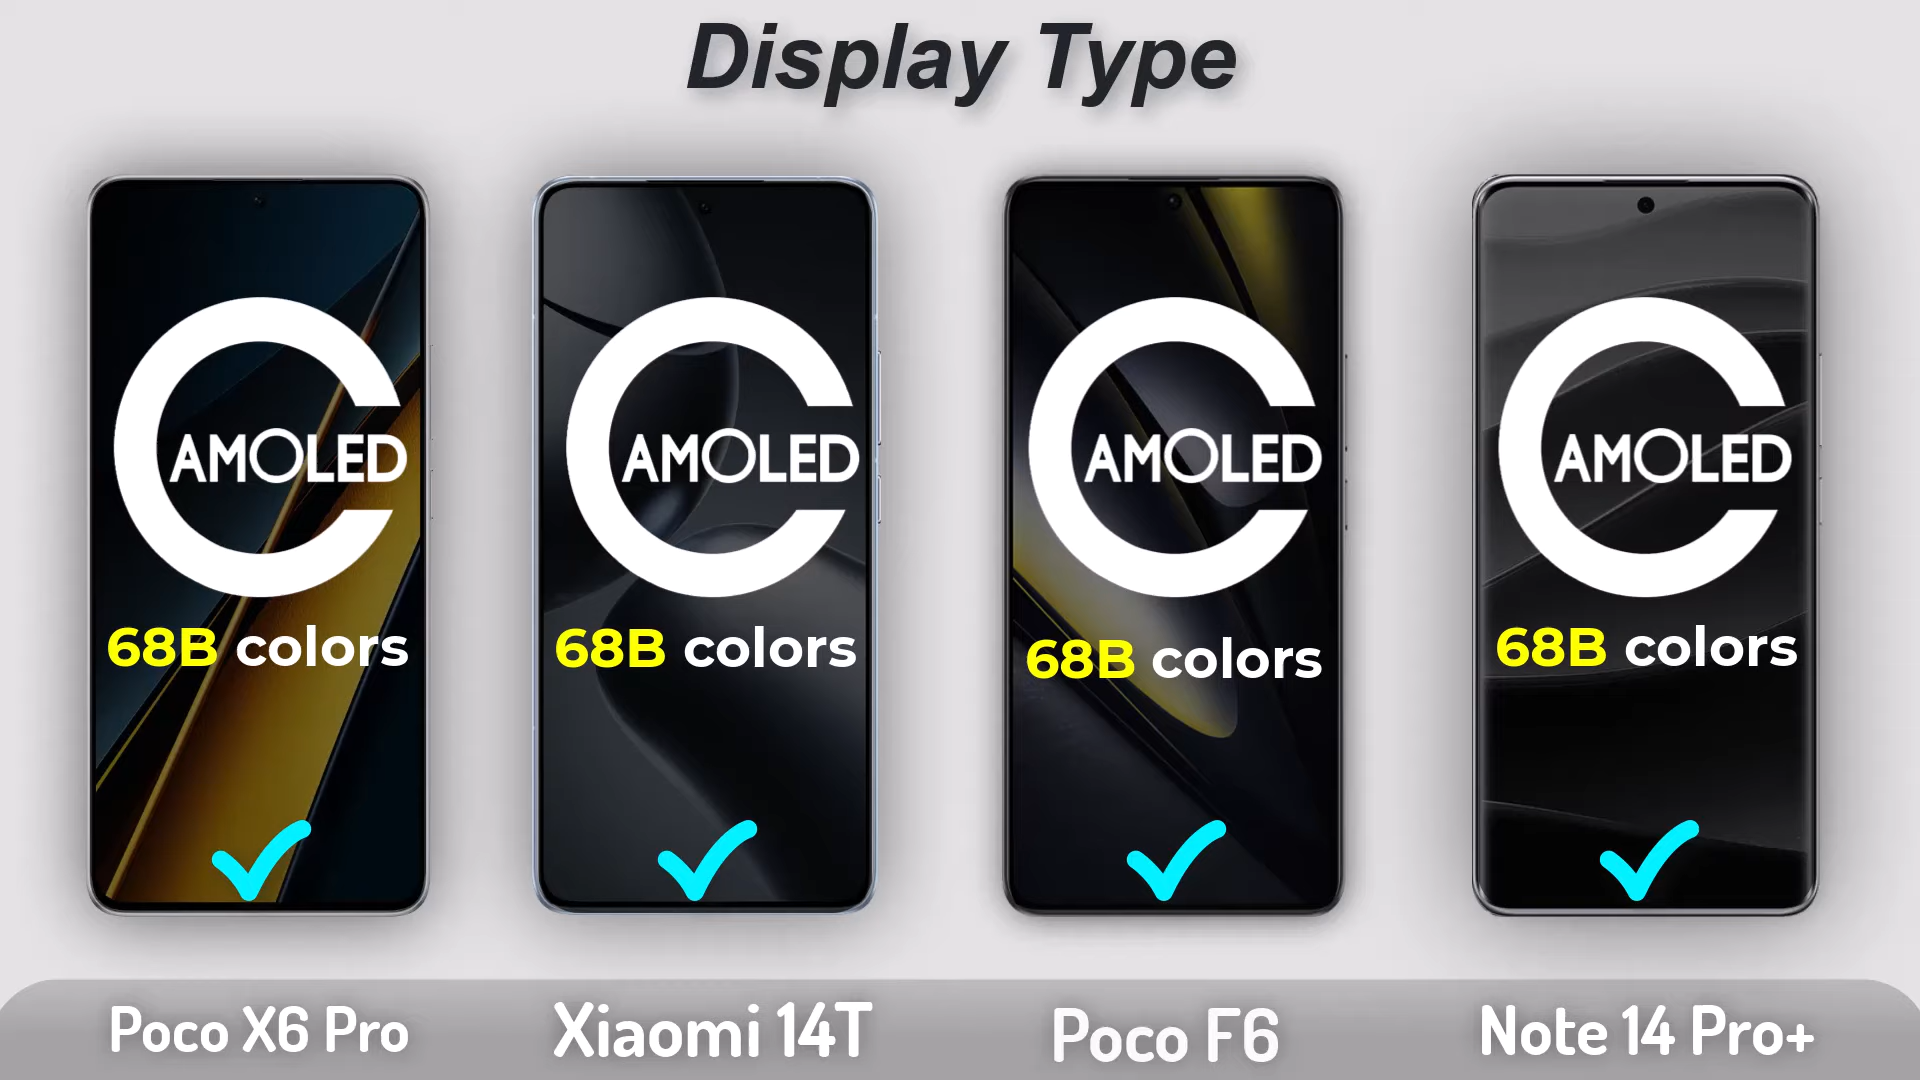 Display Type
AMOLED
68B colors
AMOLED
68B colors
AMOLED
68B colors
AMOLED
68B colors
Poco X6 Pro
Xiaomi 14T
Poco F6
Note 14 Pro+